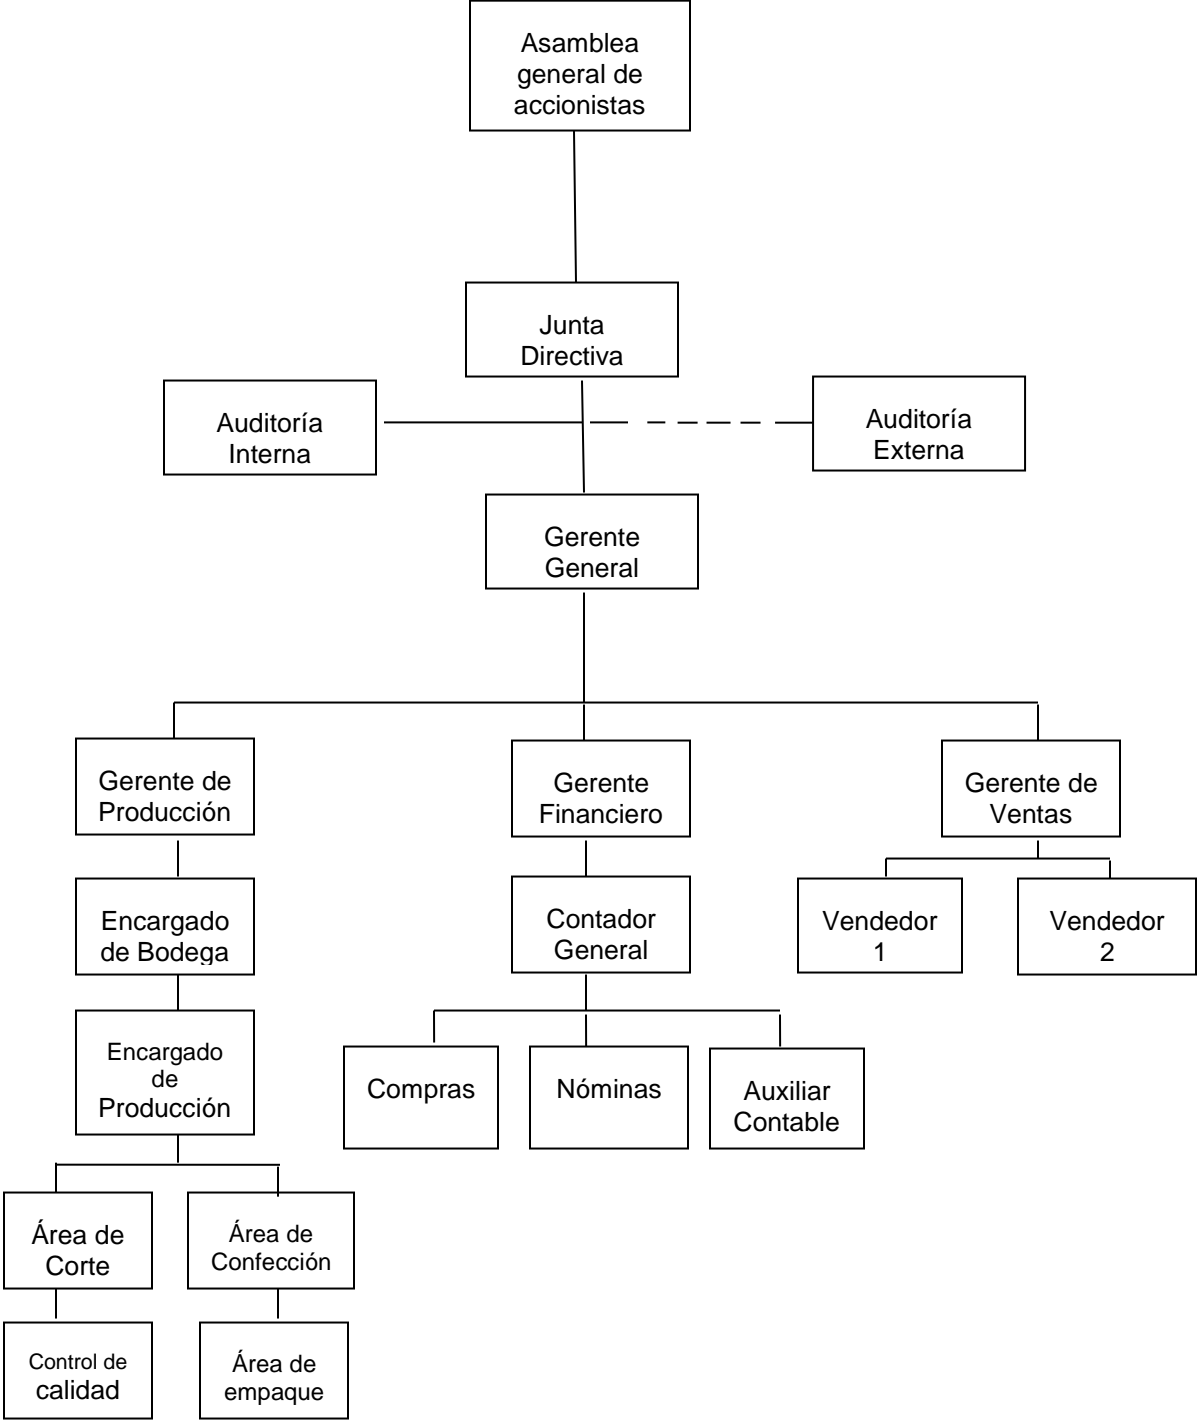 Asamblea
general de
accionistas
Junta
Directiva
Auditoría
Interna
Auditoría
Externa
Gerente
General
Gerente de
Producción
Gerente
Financiero
Gerente de
Ventas
Encargado
de Bodega
Contador
General
Vendedor
1
Vendedor
2
Encargado
de
Producción
Compras
Nóminas
Auxiliar
Contable
Área de
Corte
Área de
Confección
Control de
calidad
Área de
empaque